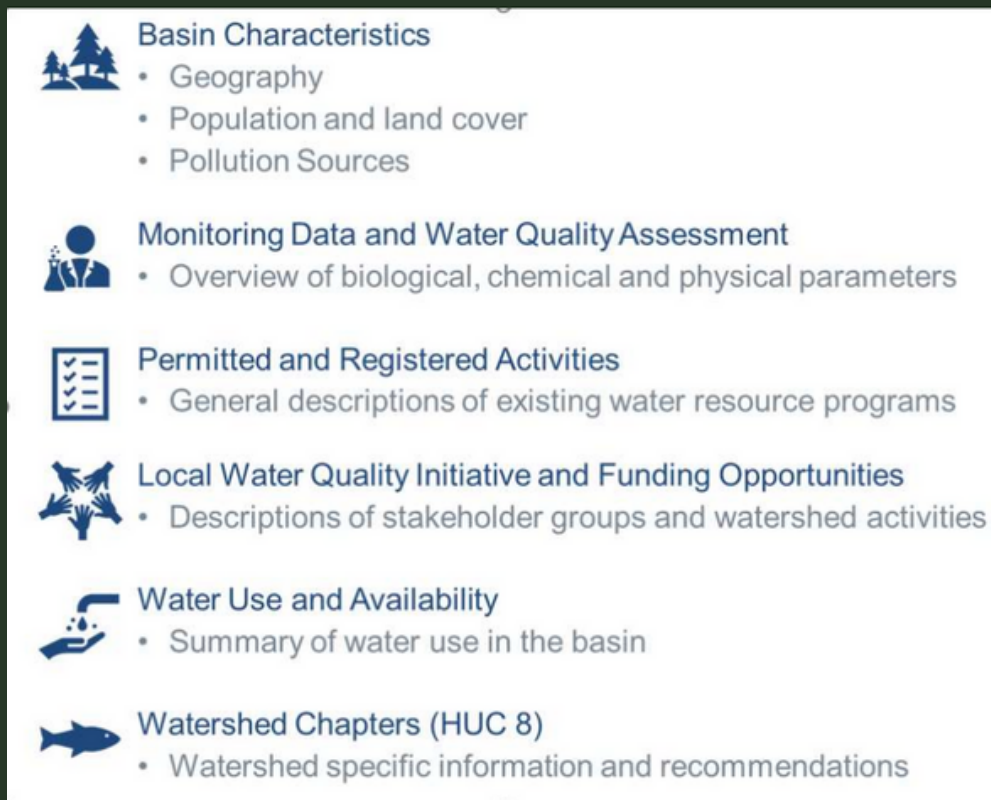 Basin Characteristics
• Geography
• Population and land cover
• Pollution Sources
Monitoring Data and Water Quality Assessment
• Overview of biological, chemical and physical parameters
Permitted and Registered Activities
• General descriptions of existing water resource programs
Local Water Quality Initiative and Funding Opportunities
• Descriptions of stakeholder groups and watershed activities
Water Use and Availability
• Summary of water use in the basin
Watershed Chapters (HUC 8)
• Watershed specific information and recommendations